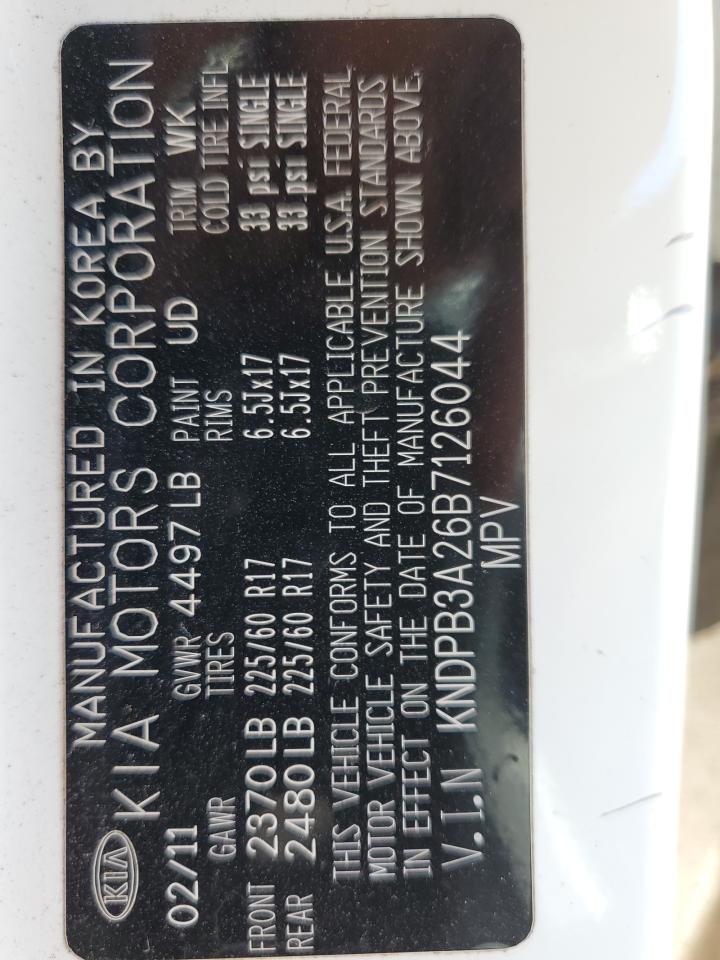 MANUFACTURED IN KOREA BY
KIA KIA MOTORS CORPORATION
02/11 GVWR 4497 LB PAINT UD TRIM WK
GAWR TIRES RIMS COLD TIRE INFL
FRONT 2370 LB 225/60 R17 6.5Jx17 33 psi SINGLE
REAR 2480 LB 225/60 R17 6.5Jx17 33 psi SINGLE
THIS VEHICLE CONFORMS TO ALL APPLICABLE U.S.A. FEDERAL
MOTOR VEHICLE SAFETY AND THEFT PREVENTION STANDARDS
IN EFFECT ON THE DATE OF MANUFACTURE SHOWN ABOVE.
V.I.N KNDPB3A26B7126044
MPV